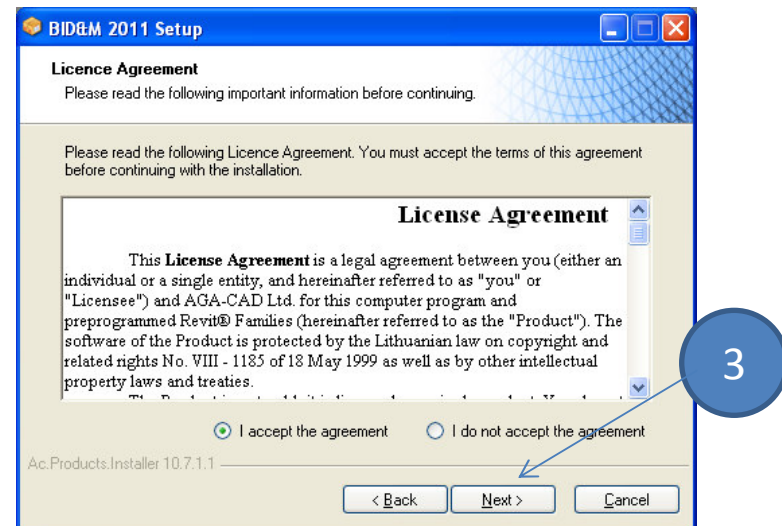 BID&M 2011 Setup
Licence Agreement
Please read the following important information before continuing.
Please read the following Licence Agreement. You must accept the terms of this agreement
before continuing with the installation.
License Agreement
This License Agreement is a legal agreement between you (either an
individual or a single entity, and hereinafter referred to as "you" or
"Licensee") and AGA-CAD Ltd. for this computer program and
preprogrammed Revit® Families (hereinafter referred to as the "Product"). The
software of the Product is protected by the Lithuanian law on copyright and
related rights No. VIII - 1185 of 18 May 1999 as well as by other intellectual
property laws and treaties.
3
I accept the agreement I do not accept the agreement
Ac.Products.Installer 10.7.1.1
< Back Next > Cancel